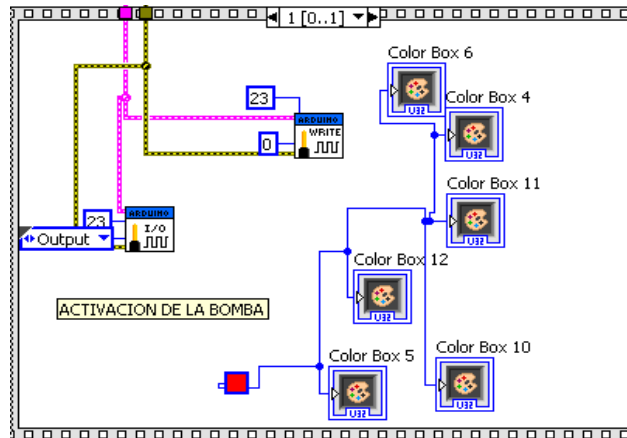 1 [0..1]
Color Box 6
U32
Color Box 4
U32
23
ARDUINO
WRITE
0
Color Box 11
U32
ARDUINO
I/O
23
Output
Color Box 12
U32
ACTIVACION DE LA BOMBA
Color Box 5
U32
Color Box 10
U32